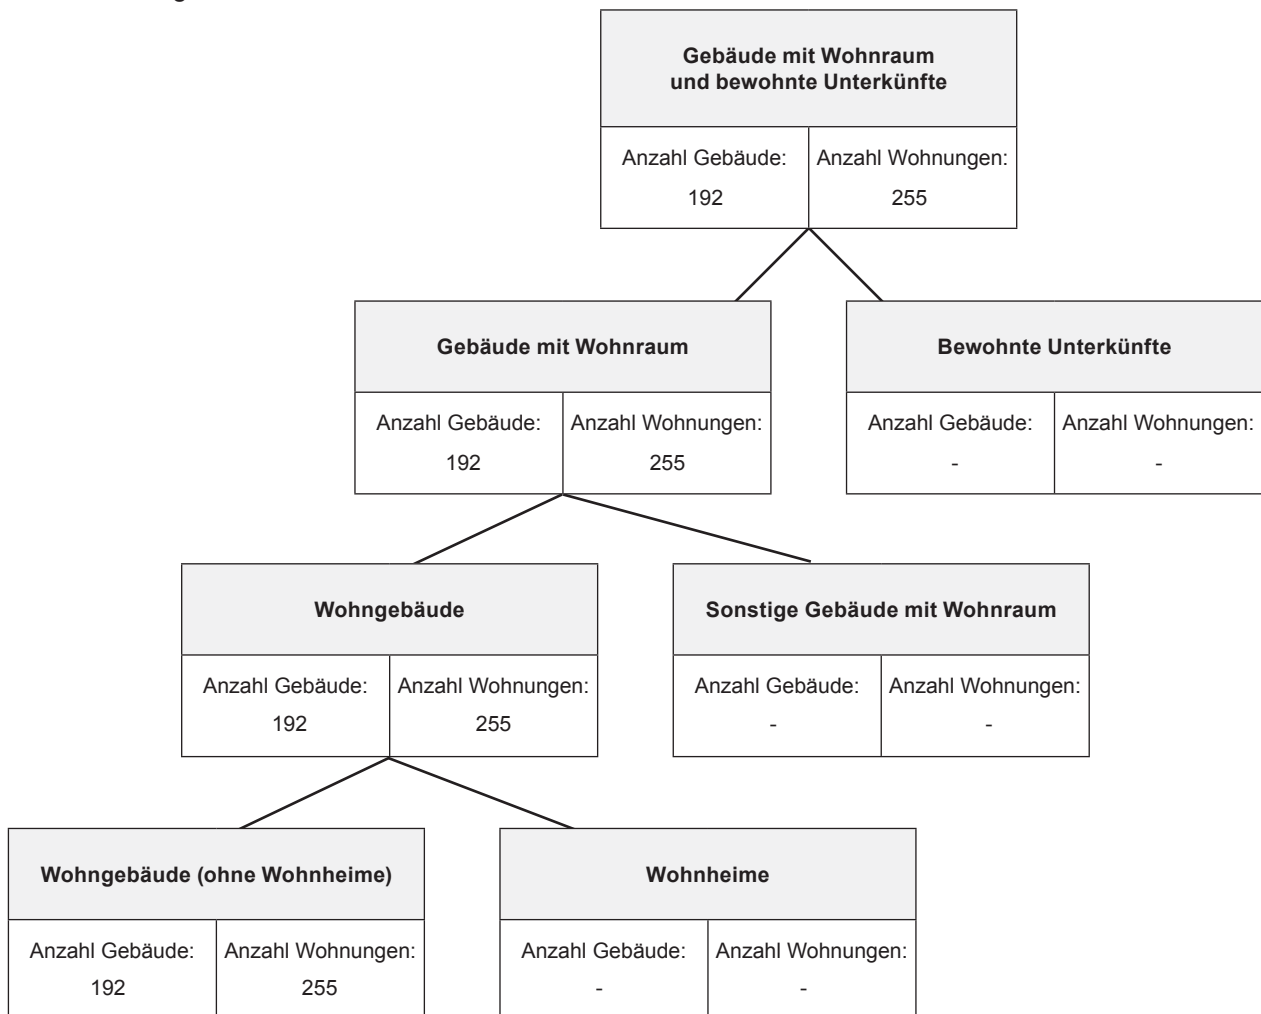 Gebäude mit Wohnraum
und bewohnte Unterkünfte
Anzahl Gebäude: Anzahl Wohnungen:
192 255
Gebäude mit Wohnraum
Anzahl Gebäude: Anzahl Wohnungen:
192 255
Bewohnte Unterkünfte
Anzahl Gebäude: Anzahl Wohnungen:
- -
Wohngebäude
Anzahl Gebäude: Anzahl Wohnungen:
192 255
Sonstige Gebäude mit Wohnraum
Anzahl Gebäude: Anzahl Wohnungen:
- -
Wohngebäude (ohne Wohnheime)
Anzahl Gebäude: Anzahl Wohnungen:
192 255
Wohnheime
Anzahl Gebäude: Anzahl Wohnungen:
- -